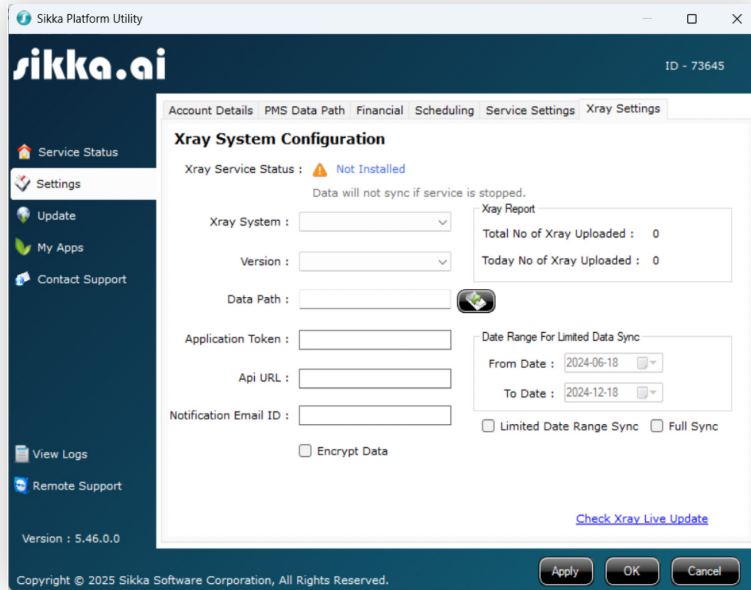 Sikka Platform Utility
sikka.ai
ID - 73645
Account Details PMS Data Path Financial Scheduling Service Settings Xray Settings
Xray System Configuration
Service Status
Settings
Update
My Apps
Contact Support
View Logs
Remote Support
Version : 5.46.0.0
Xray Service Status : Not Installed
Data will not sync if service is stopped.
Xray System :
Version :
Data Path :
Application Token :
Api URL :
Notification Email ID :
Encrypt Data
Xray Report
Total No of Xray Uploaded : 0
Today No of Xray Uploaded : 0
Date Range For Limited Data Sync
From Date : 2024-06-18
To Date : 2024-12-18
Limited Date Range Sync Full Sync
Check Xray Live Update
Copyright © 2025 Sikka Software Corporation, All Rights Reserved.
Apply OK Cancel